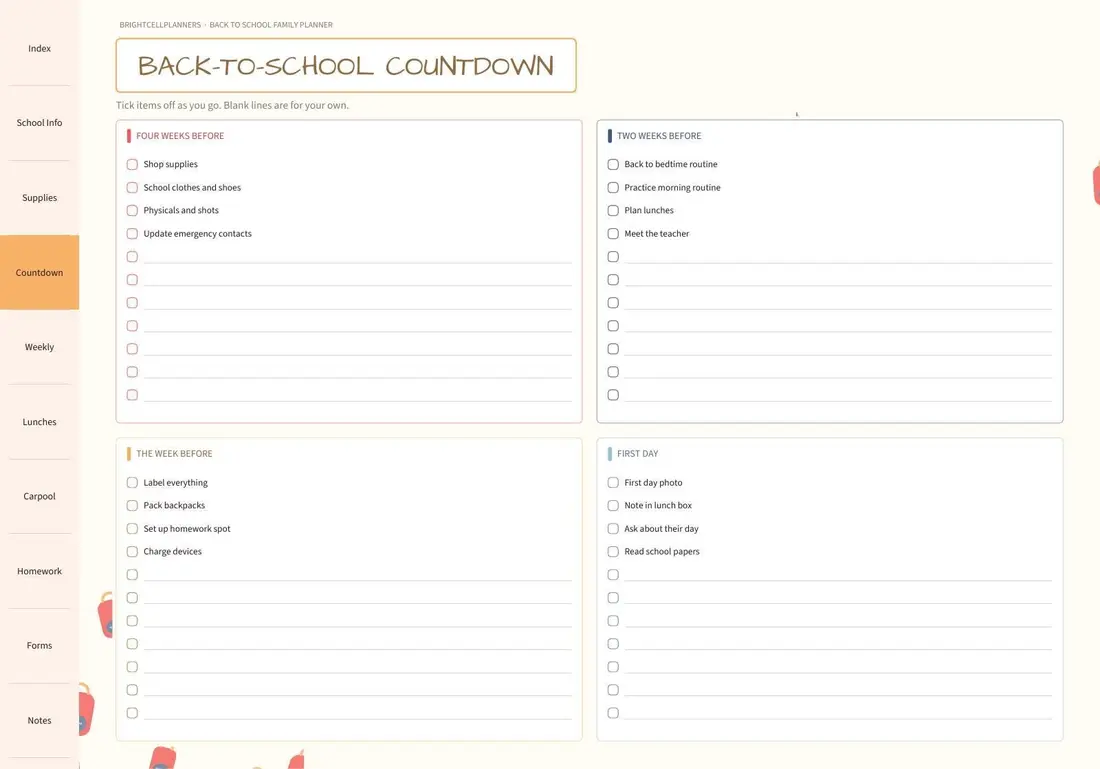 BRIGHTCELLPLANNERS · BACK TO SCHOOL FAMILY PLANNER
BACK-TO-SCHOOL COUNTDOWN
Tick items off as you go. Blank lines are for your own.
Index
School Info
Supplies
Countdown
Weekly
Lunches
Carpool
Homework
Forms
Notes
FOUR WEEKS BEFORE
Shop supplies
School clothes and shoes
Physicals and shots
Update emergency contacts
TWO WEEKS BEFORE
Back to bedtime routine
Practice morning routine
Plan lunches
Meet the teacher
THE WEEK BEFORE
Label everything
Pack backpacks
Set up homework spot
Charge devices
FIRST DAY
First day photo
Note in lunch box
Ask about their day
Read school papers